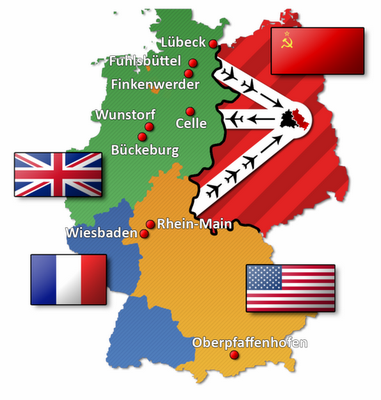 Lübeck
Fuhlsbüttel
Finkenwerder
Wunstorf
Celle
Bückeburg
Rhein-Main
Wiesbaden
Oberpfaffenhofen